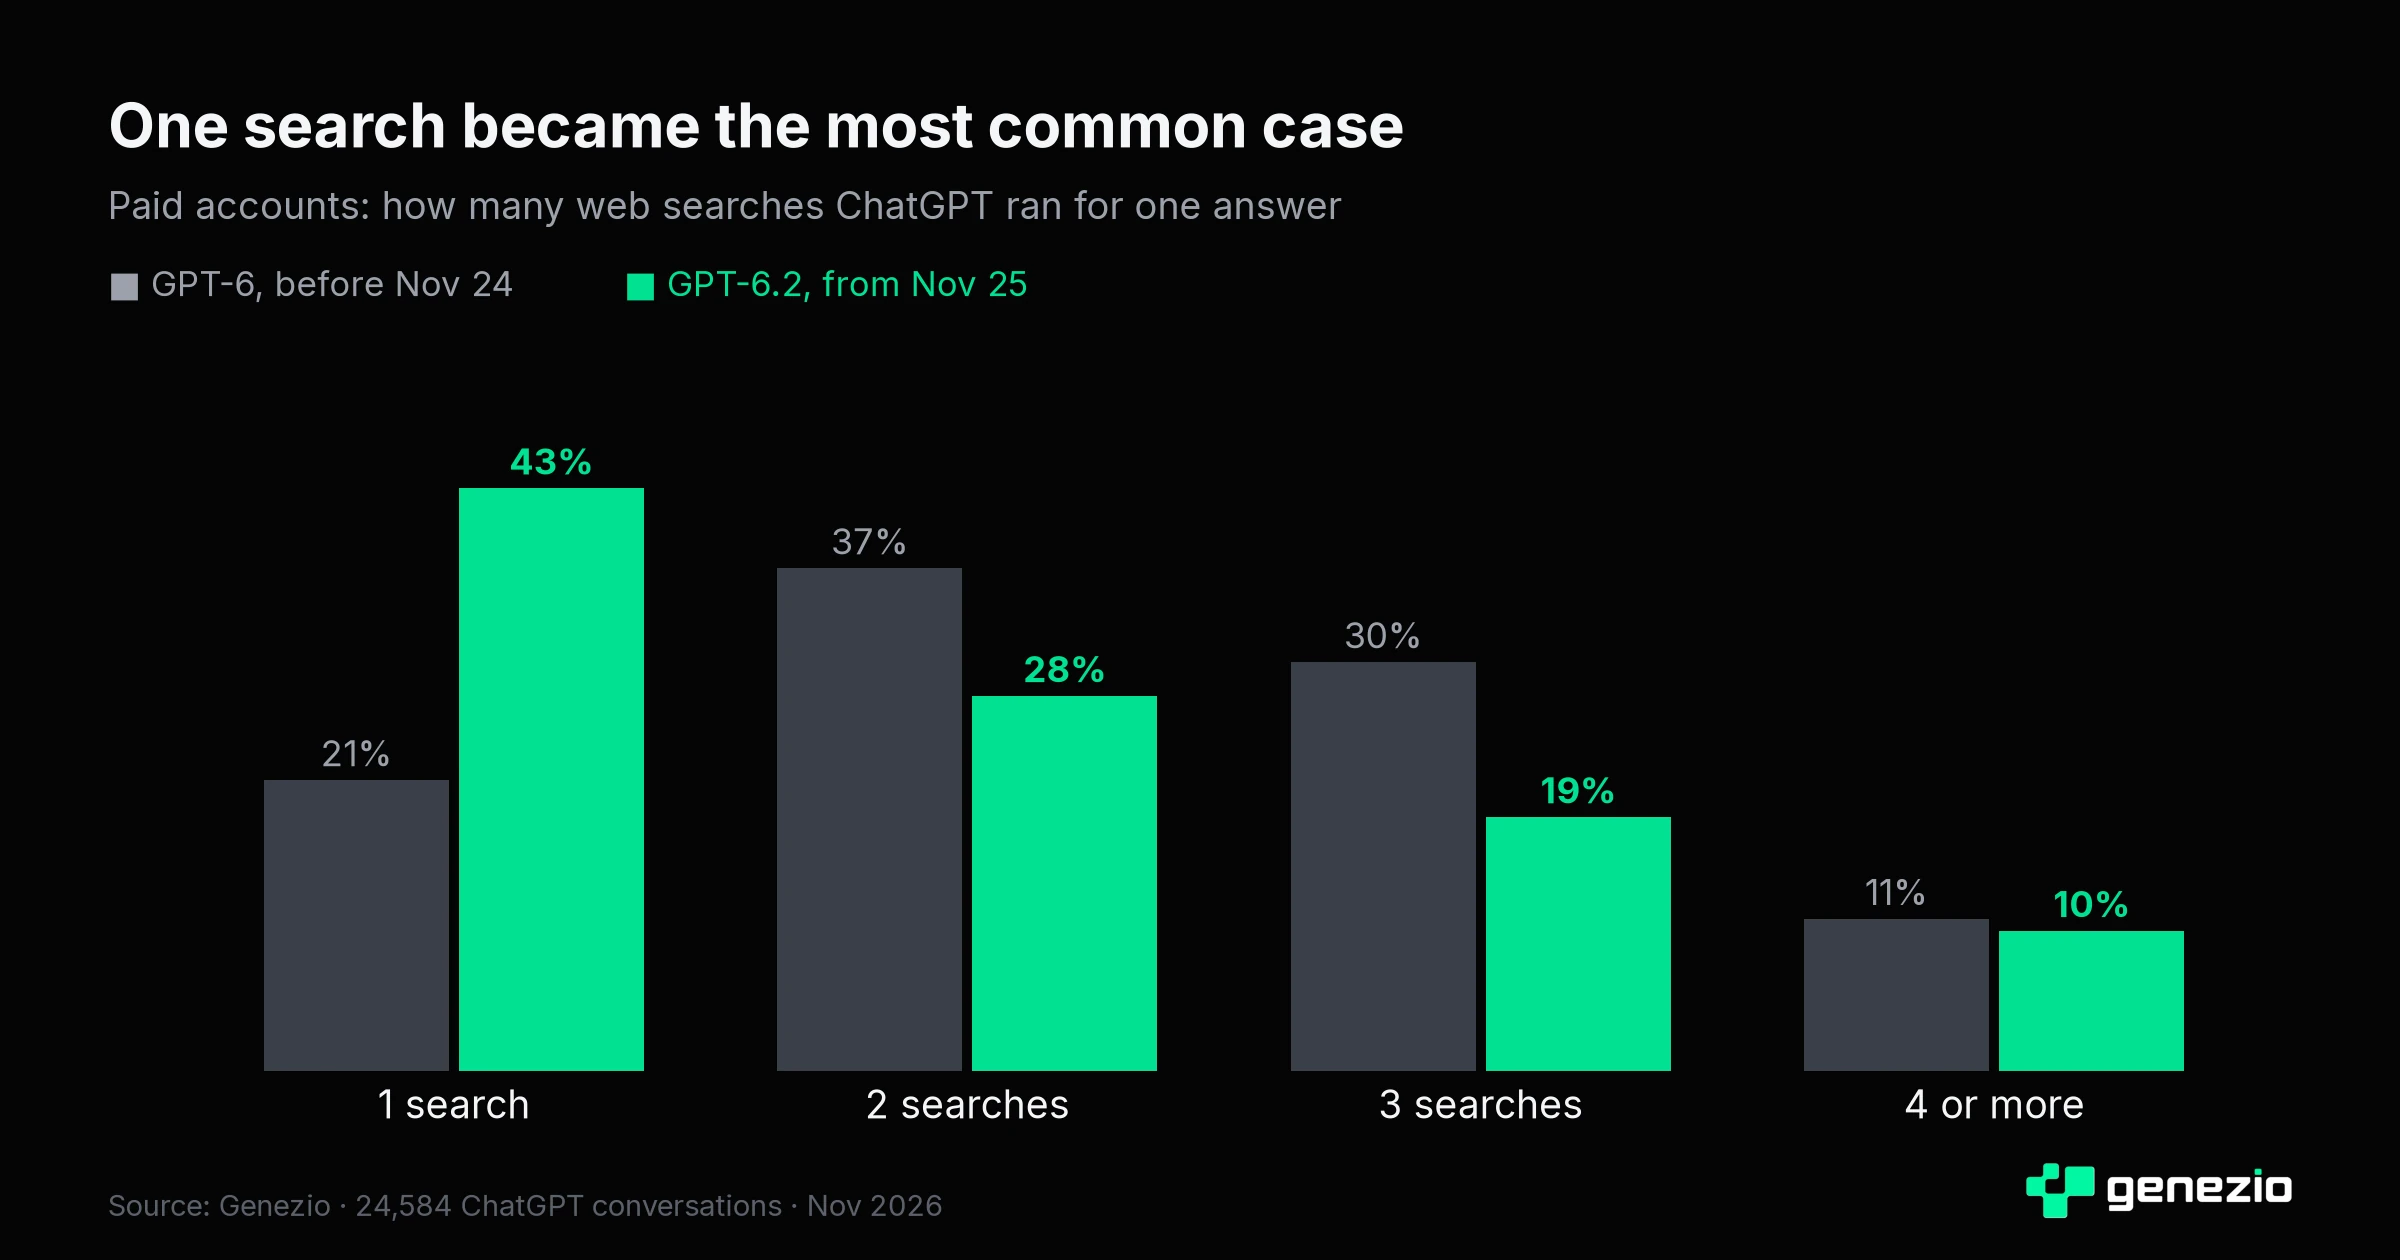 One search became the most common case
Paid accounts: how many web searches ChatGPT ran for one answer
GPT-6, before Nov 24
GPT-6.2, from Nov 25
43%
37%
30%
28%
21%
19%
11%
10%
1 search
2 searches
3 searches
4 or more
Source: Genezio · 24,584 ChatGPT conversations · Nov 2026
genezio